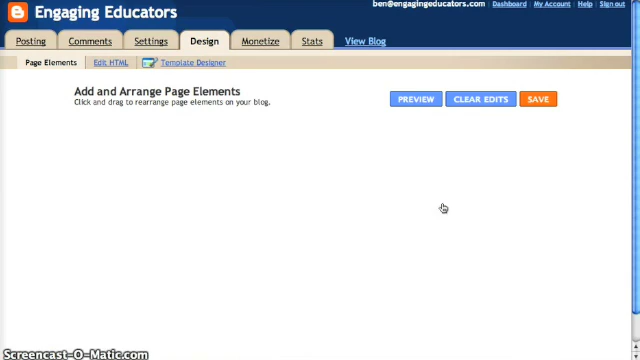 ben@engagingeducators.com | Dashboard | My Account | Help | Sign out
Engaging Educators
Posting Comments Settings Design Monetize Stats View Blog
Page Elements Edit HTML Template Designer
Add and Arrange Page Elements
Click and drag to rearrange page elements on your blog.
PREVIEW CLEAR EDITS SAVE
Screencast-O-Matic.com